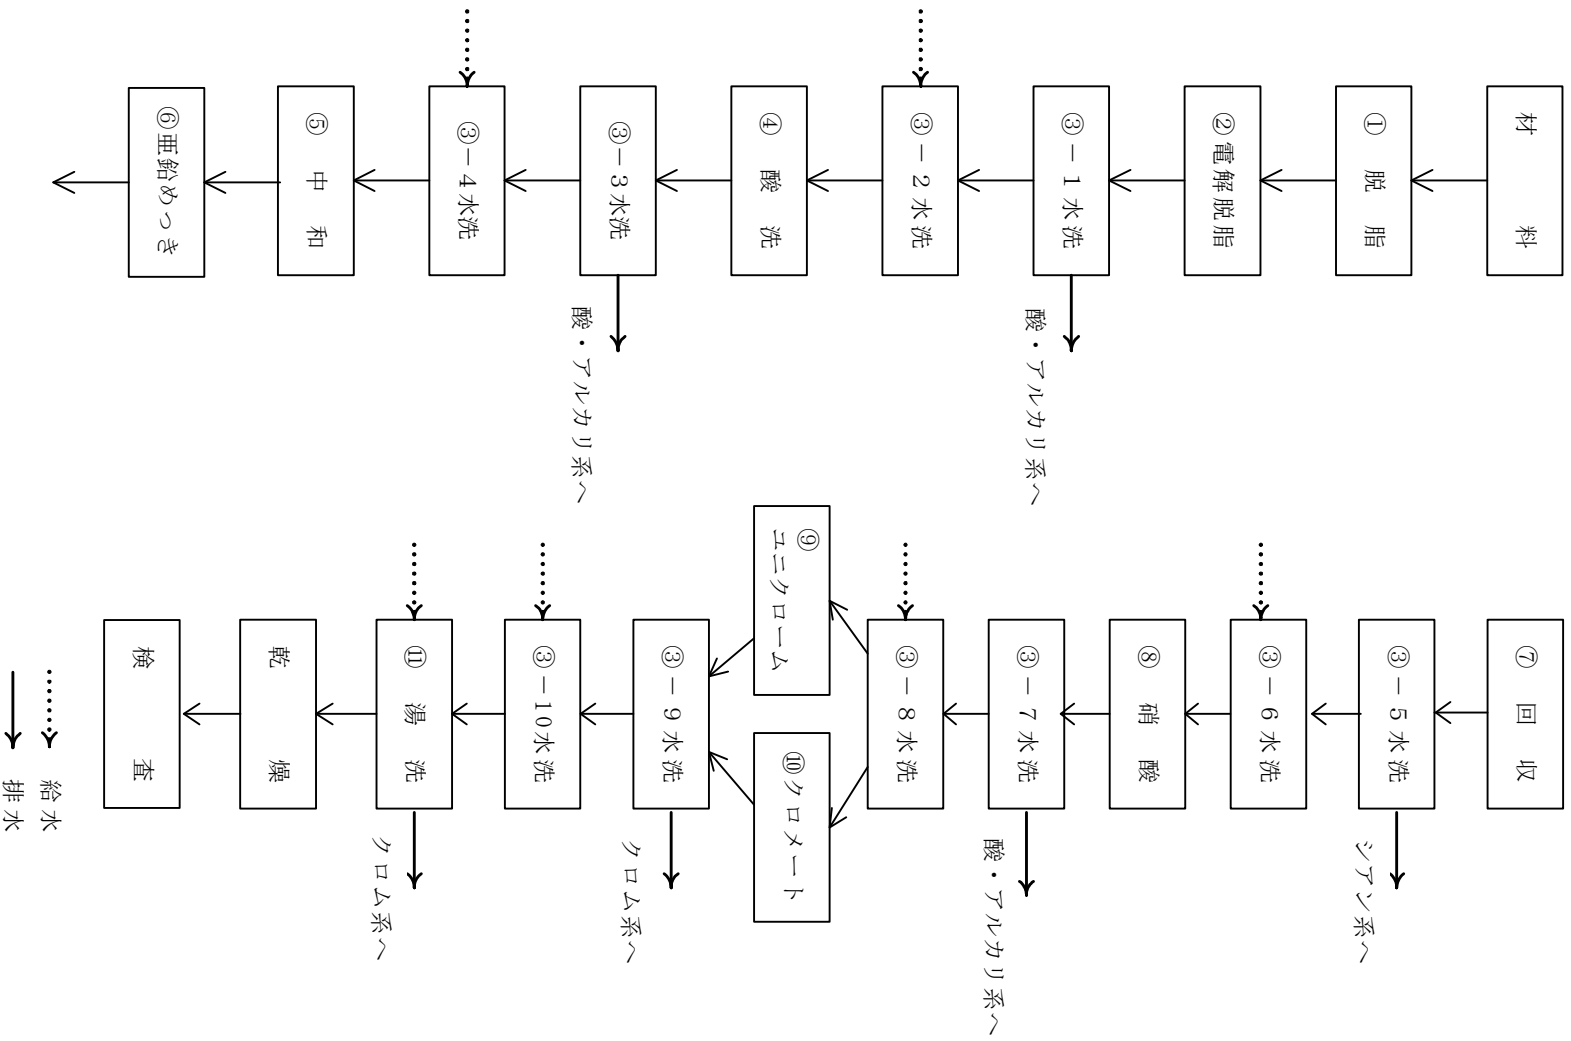 材料
①脱脂
②電解脱脂
③－1水洗
酸・アルカリ系へ
③－2水洗
④酸洗
③－3水洗
酸・アルカリ系へ
③－4水洗
⑤中和
⑥亜鉛めっき
⑦回収
③－5水洗
シアン系へ
③－6水洗
⑧硝酸
③－7水洗
酸・アルカリ系へ
③－8水洗
⑨
ユニクローム
⑩クロメート
③－9水洗
クロム系へ
③－10水洗
⑪湯洗
クロム系へ
乾燥
検査
給水
排水